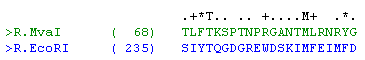 .+*T.. .. +....M+ .*.
>R.MvaI ( 68) TLFTKSPTNPRGANTMLRNRYG
>R.EcoRI ( 235) SIYTQGDGREWDSKIMFEIMFD